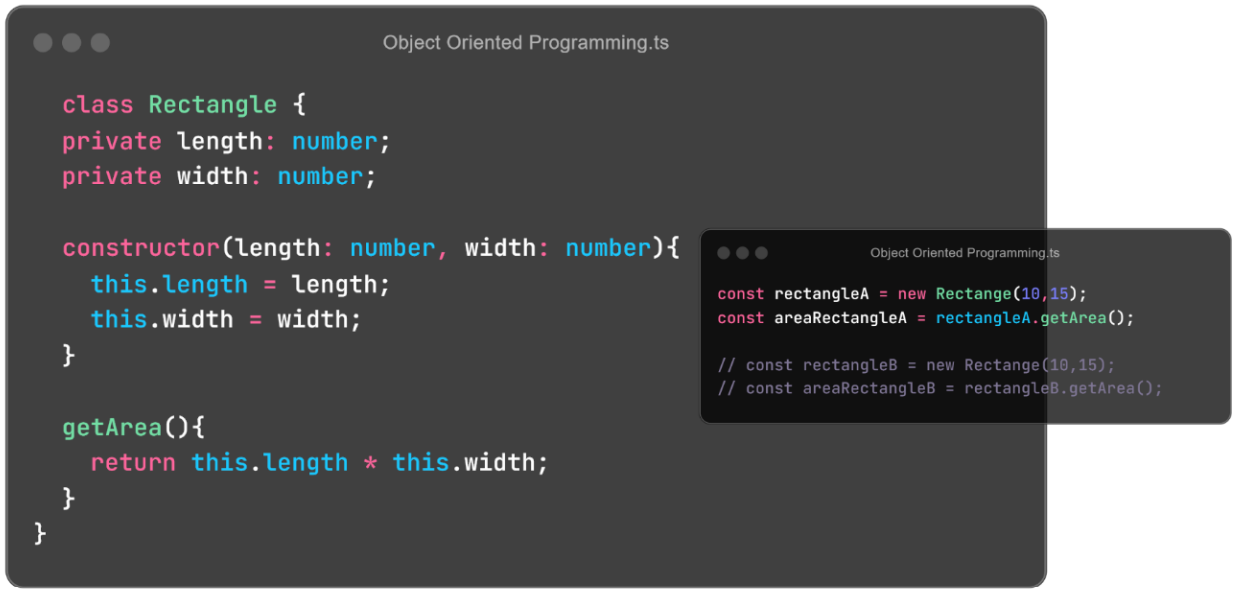 Object Oriented Programming.ts
class Rectangle {
private length: number;
private width: number;
constructor(length: number, width: number){
this.length = length;
this.width = width;
}
getArea(){
return this.length * this.width;
}
}
Object Oriented Programming.ts
const rectangleA = new Rectange(10,15);
const areaRectangleA = rectangleA.getArea();
// const rectangleB = new Rectange(10,15);
// const areaRectangleB = rectangleB.getArea();